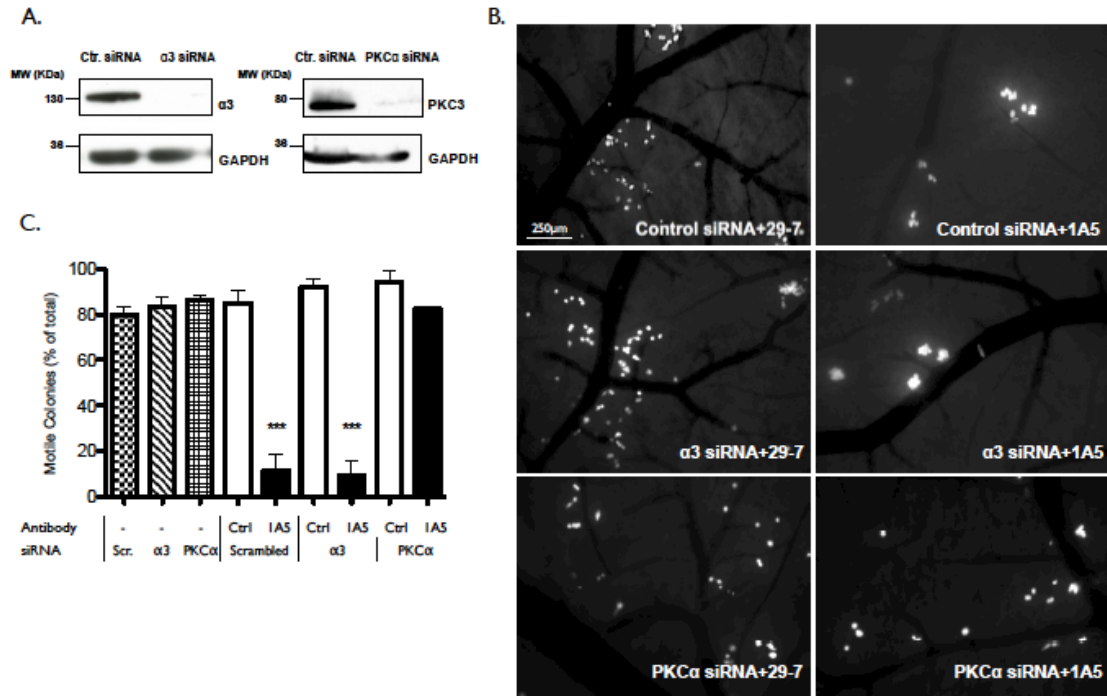 A.
Ctr. siRNA α3 siRNA
MW (KDa)
130
α3
38
GAPDH
Ctr. siRNA PKCα siRNA
MW (KDa)
80
PKC3
38
GAPDH
B.
Control siRNA+29-7
250µm
Control siRNA+1A5
α3 siRNA+29-7
α3 siRNA+1A5
PKCα siRNA+29-7
PKCα siRNA+1A5
C.
Motile Colonies (% of total)
100
80
60
40
20
0
*** ***
Antibody - - - Ctrl 1A5 Ctrl 1A5 Ctrl 1A5
siRNA Scr. α3 PKCα Scrambled α3 PKCα